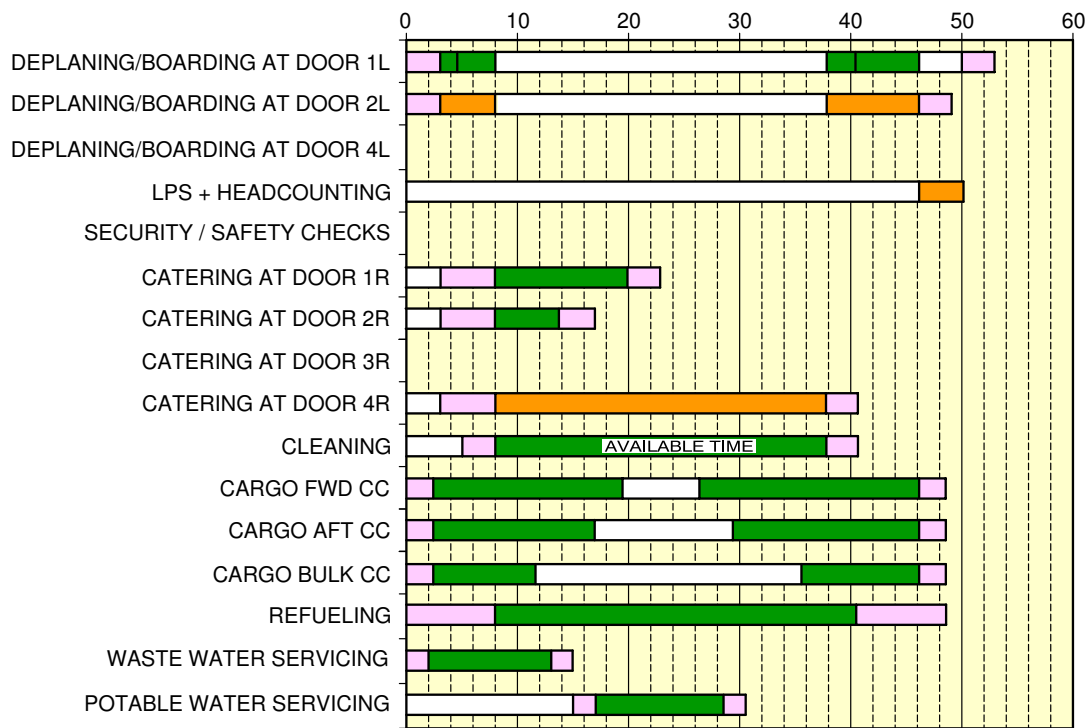 0 10 20 30 40 50 60
DEPLANING/BOARDING AT DOOR 1L
DEPLANING/BOARDING AT DOOR 2L
DEPLANING/BOARDING AT DOOR 4L
LPS + HEADCOUNTING
SECURITY / SAFETY CHECKS
CATERING AT DOOR 1R
CATERING AT DOOR 2R
CATERING AT DOOR 3R
CATERING AT DOOR 4R
CLEANING AVAILABLE TIME
CARGO FWD CC
CARGO AFT CC
CARGO BULK CC
REFUELING
WASTE WATER SERVICING
POTABLE WATER SERVICING